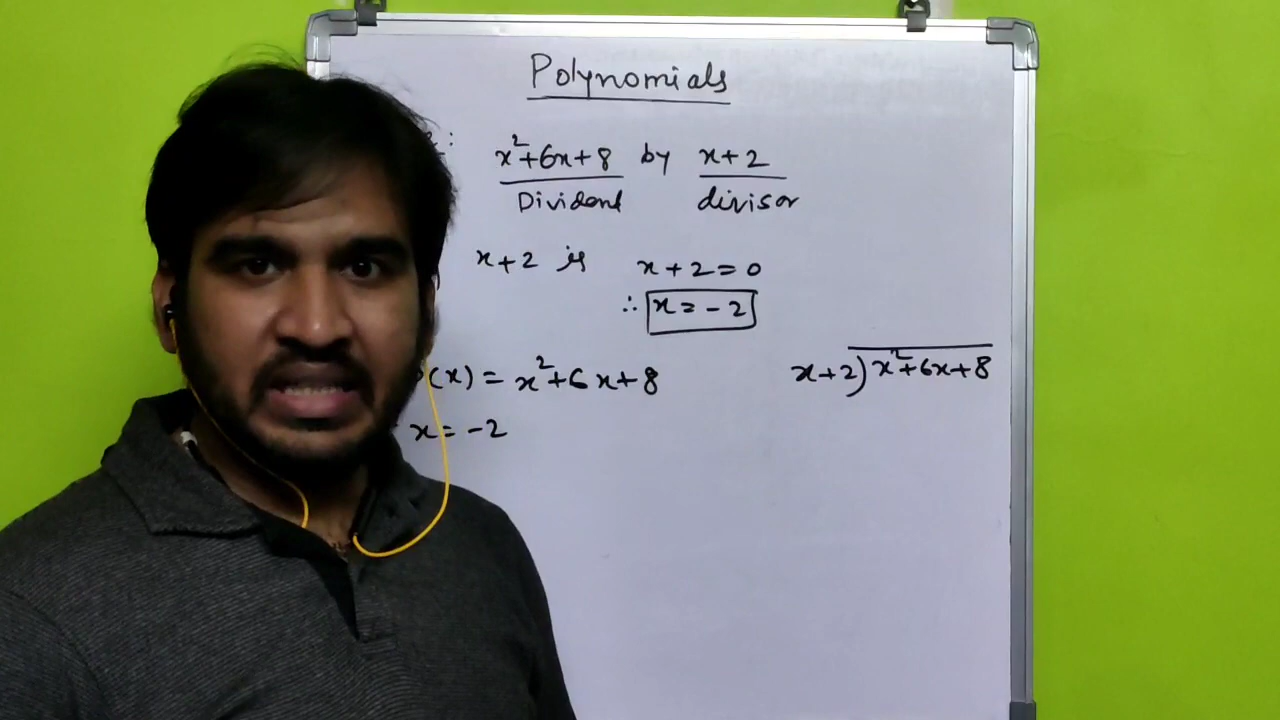 Polynomials
: x²+6x+8 by x+2
Divident divisor
x+2 is x+2=0
∴ x=-2
(x) = x²+6x+8
x+2)x²+6x+8
x=-2